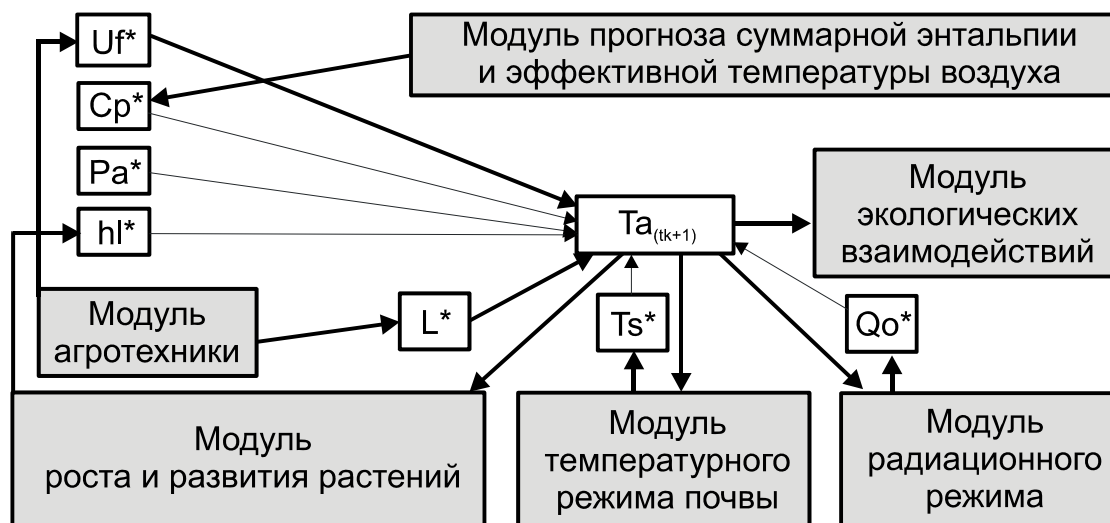 Uf*
Модуль прогноза суммарной энтальпии
и эффективной температуры воздуха
Cp*
Pa*
hl*
Ta(tk+1)
Модуль
экологических
взаимодействий
Модуль
агротехники
L*
Ts*
Qo*
Модуль
роста и развития растений
Модуль
температурного
режима почвы
Модуль
радиационного
режима